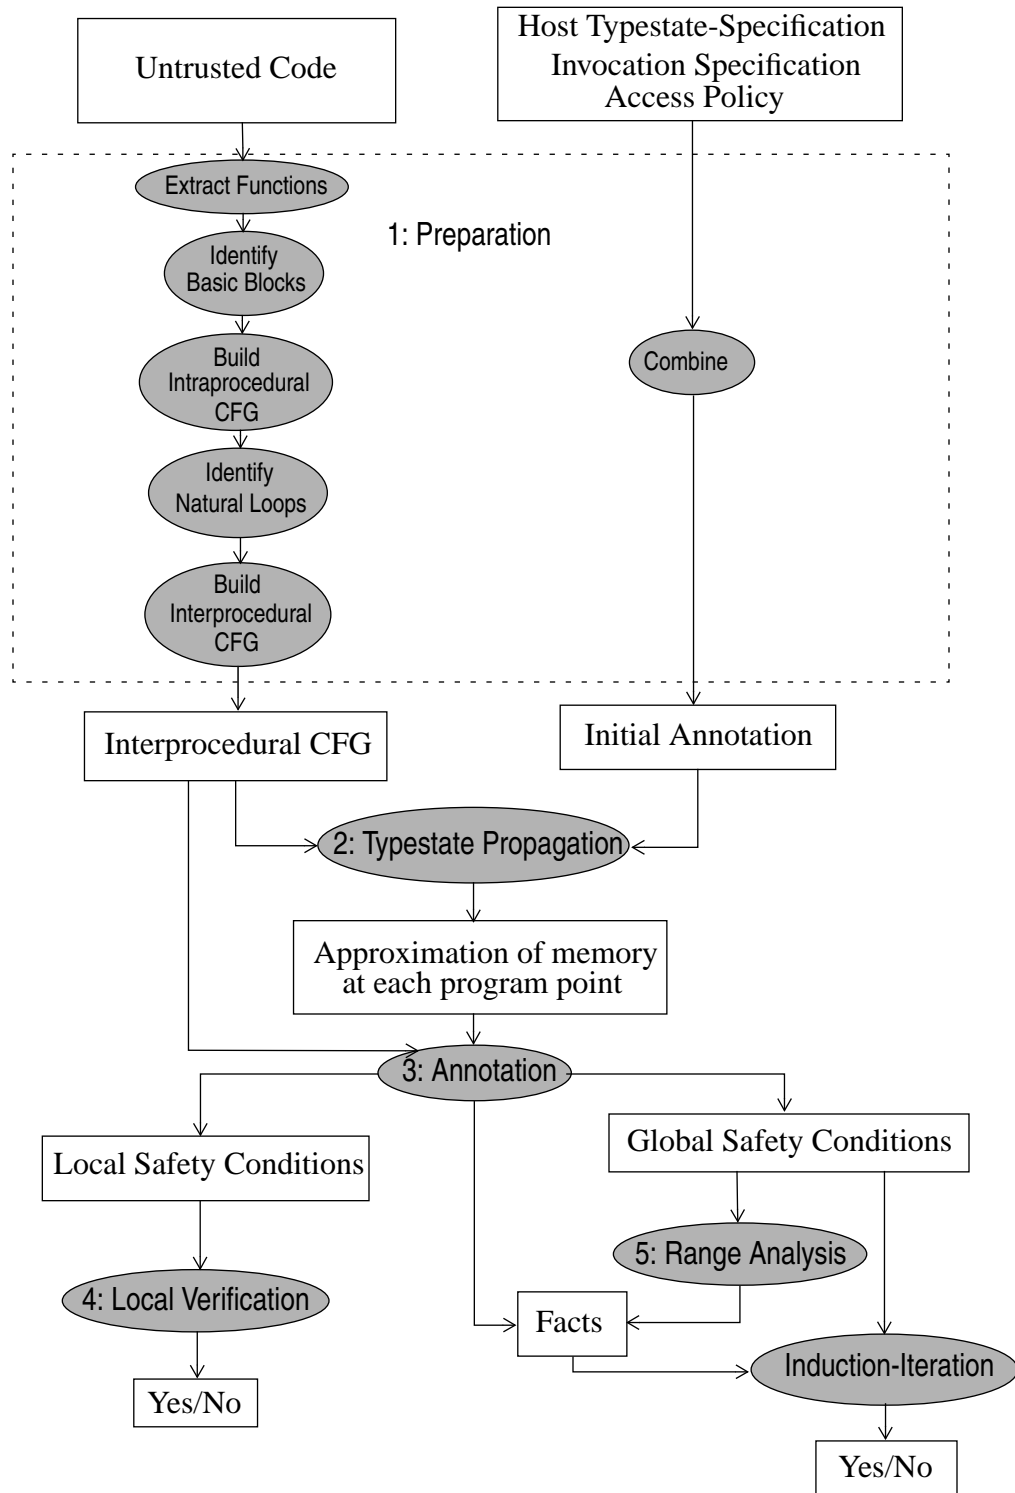 Untrusted Code
Host Typestate-Specification
Invocation Specification
Access Policy
Extract Functions
1: Preparation
Identify
Basic Blocks
Build
Intraprocedural
CFG
Combine
Identify
Natural Loops
Build
Interprocedural
CFG
Interprocedural CFG
Initial Annotation
2: Typestate Propagation
Approximation of memory
at each program point
3: Annotation
Local Safety Conditions
Global Safety Conditions
5: Range Analysis
4: Local Verification
Facts
Induction-Iteration
Yes/No
Yes/No